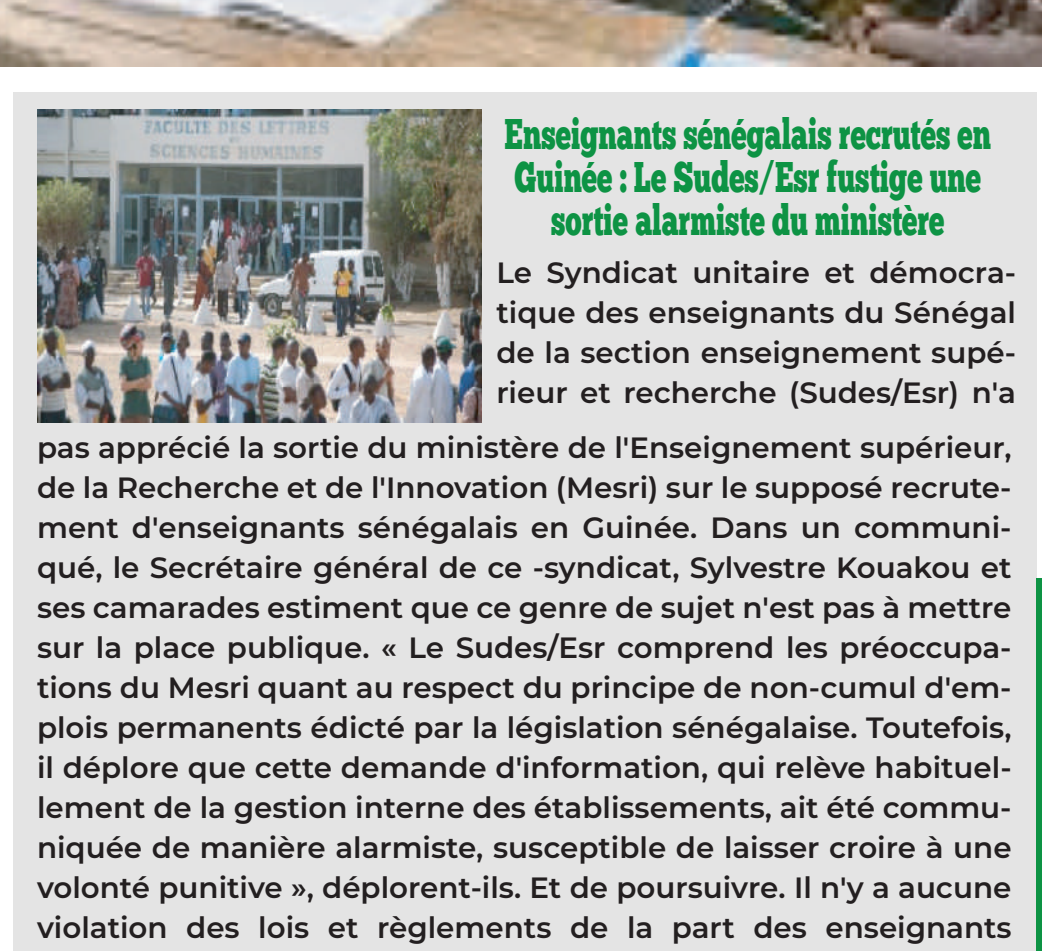 FACULTE DES LETTRES
ET
SCIENCES HUMAINES
Enseignants sénégalais recrutés en
Guinée : Le Sudes/Esr fustige une
sortie alarmiste du ministère
Le Syndicat unitaire et démocra-
tique des enseignants du Sénégal
de la section enseignement supé-
rieur et recherche (Sudes/Esr) n'a
pas apprécié la sortie du ministère de l'Enseignement supérieur,
de la Recherche et de l'Innovation (Mesri) sur le supposé recrute-
ment d'enseignants sénégalais en Guinée. Dans un communi-
qué, le Secrétaire général de ce -syndicat, Sylvestre Kouakou et
ses camarades estiment que ce genre de sujet n'est pas à mettre
sur la place publique. « Le Sudes/Esr comprend les préoccupa-
tions du Mesri quant au respect du principe de non-cumul d'em-
plois permanents édicté par la législation sénégalaise. Toutefois,
il déplore que cette demande d'information, qui relève habituel-
lement de la gestion interne des établissements, ait été commu-
niquée de manière alarmiste, susceptible de laisser croire à une
volonté punitive », déplorent-ils. Et de poursuivre. Il n'y a aucune
violation des lois et règlements de la part des enseignants